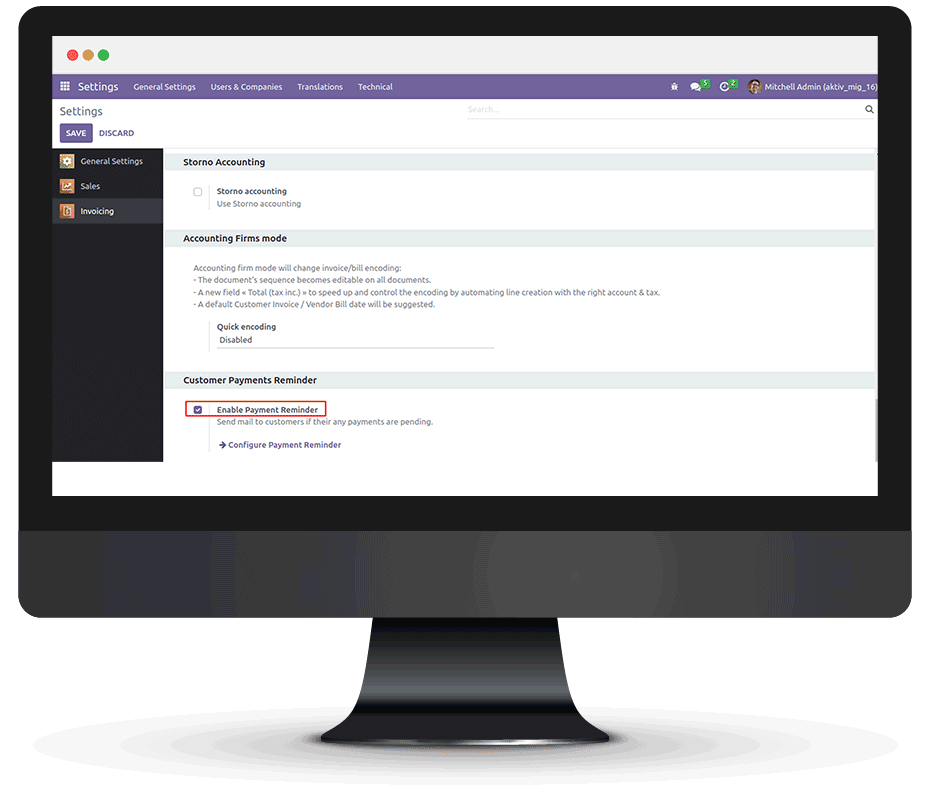 Settings General Settings Users & Companies Translations Technical 5 2 Mitchell Admin (aktiv_mig_16)
Settings
Search...
SAVE DISCARD
General Settings
Sales
Invoicing
Storno Accounting
Storno accounting
Use Storno accounting
Accounting Firms mode
Accounting firm mode will change invoice/bill encoding:
- The document's sequence becomes editable on all documents.
- A new field « Total (tax inc.) » to speed up and control the encoding by automating line creation with the right account & tax.
- A default Customer Invoice / Vendor Bill date will be suggested.
Quick encoding
Disabled
Customer Payments Reminder
Enable Payment Reminder
Send mail to customers if their any payments are pending.
Configure Payment Reminder